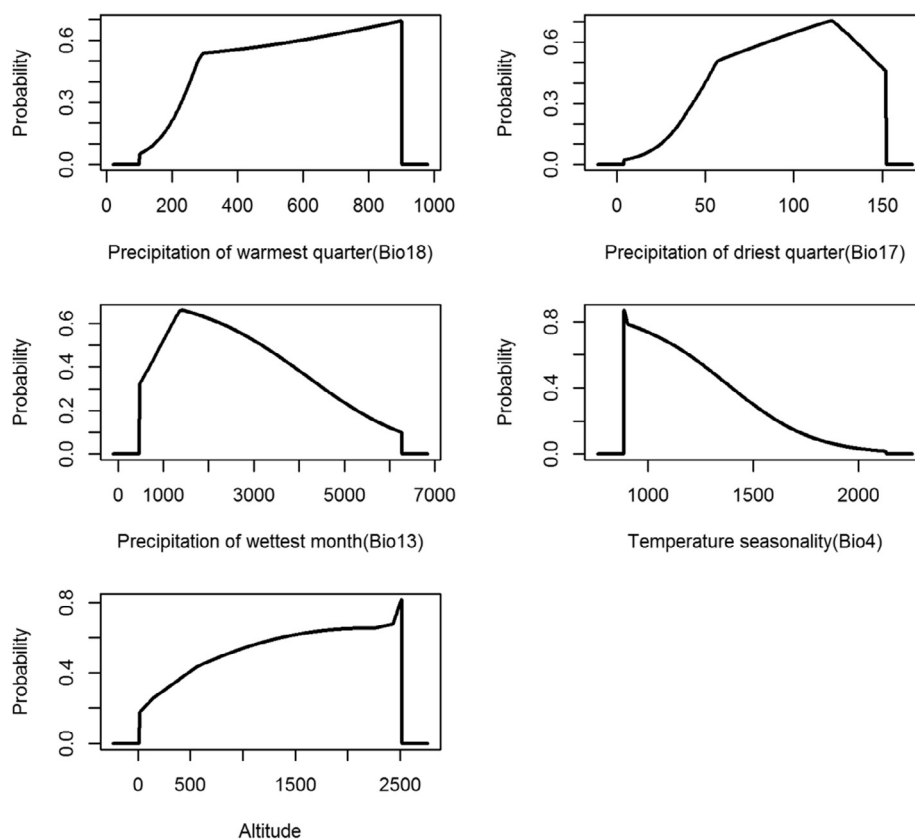 Probability
0.0 0.3 0.6
0 200 400 600 800 1000
Precipitation of warmest quarter(Bio18)
Probability
0.0 0.3 0.6
0 50 100 150
Precipitation of driest quarter(Bio17)
Probability
0.0 0.2 0.4 0.6
0 1000 3000 5000 7000
Precipitation of wettest month(Bio13)
Probability
0.0 0.4 0.8
1000 1500 2000
Temperature seasonality(Bio4)
Probability
0.0 0.4 0.8
0 500 1500 2500
Altitude